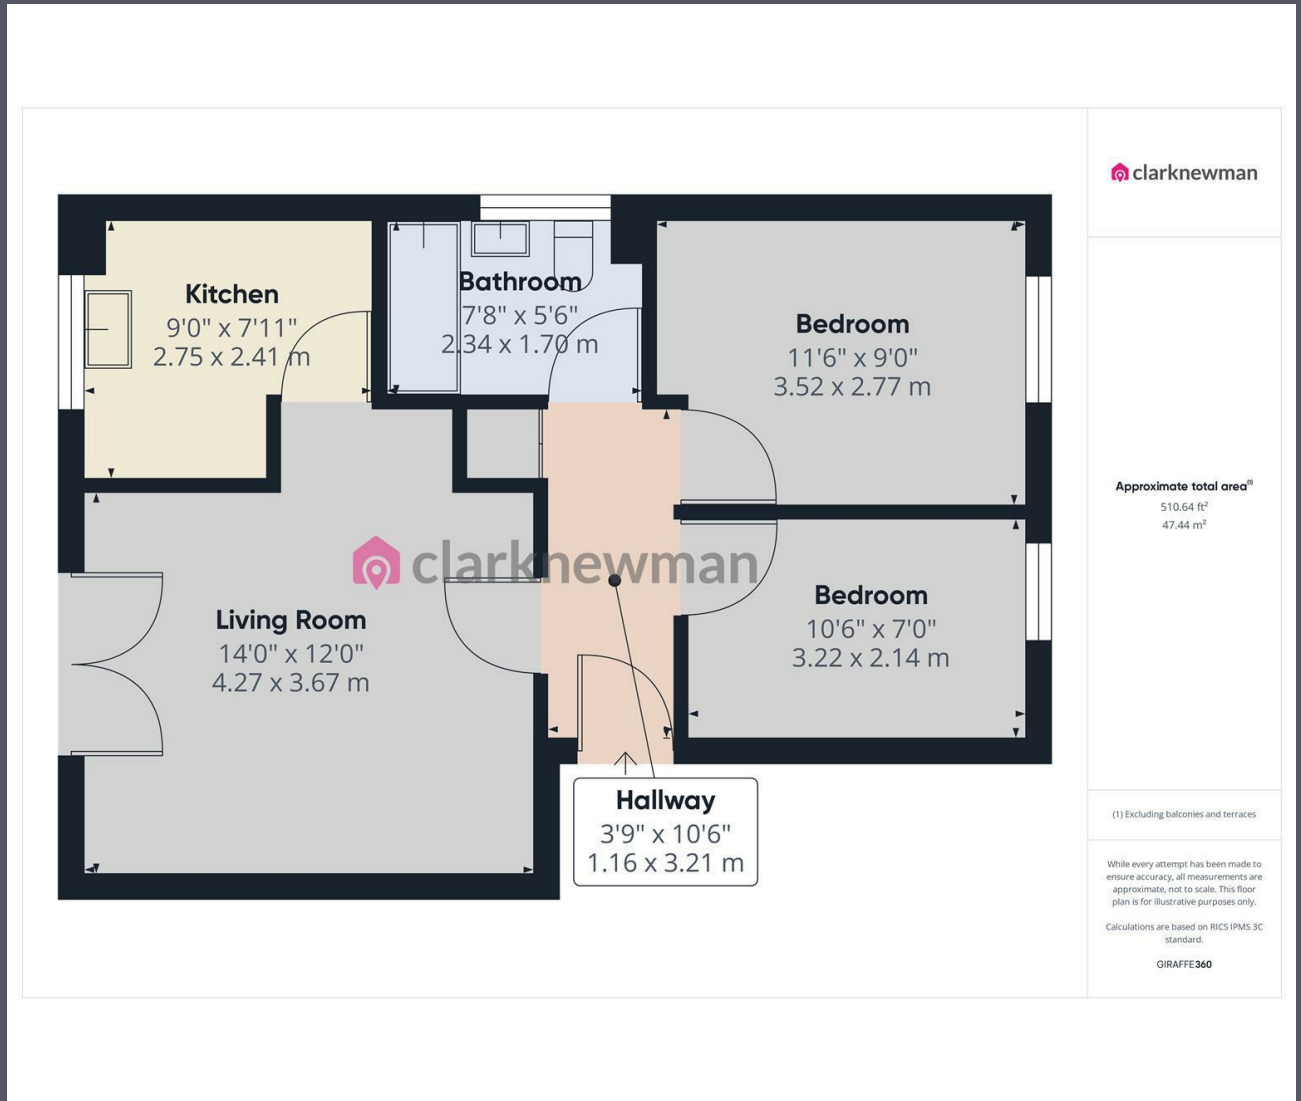 clarknewman
Kitchen
9'0" x 7'11"
2.75 x 2.41 m
Bathroom
7'8" x 5'6"
2.34 x 1.70 m
Bedroom
11'6" x 9'0"
3.52 x 2.77 m
Approximate total area(1)
510.64 ft²
47.44 m²
clarknewman
Living Room
14'0" x 12'0"
4.27 x 3.67 m
Bedroom
10'6" x 7'0"
3.22 x 2.14 m
Hallway
3'9" x 10'6"
1.16 x 3.21 m
(1) Excluding balconies and terraces
While every attempt has been made to
ensure accuracy, all measurements are
approximate, not to scale. This floor
plan is for illustrative purposes only.
Calculations are based on RICS IPMS 3C
standard.
GIRAFFE360